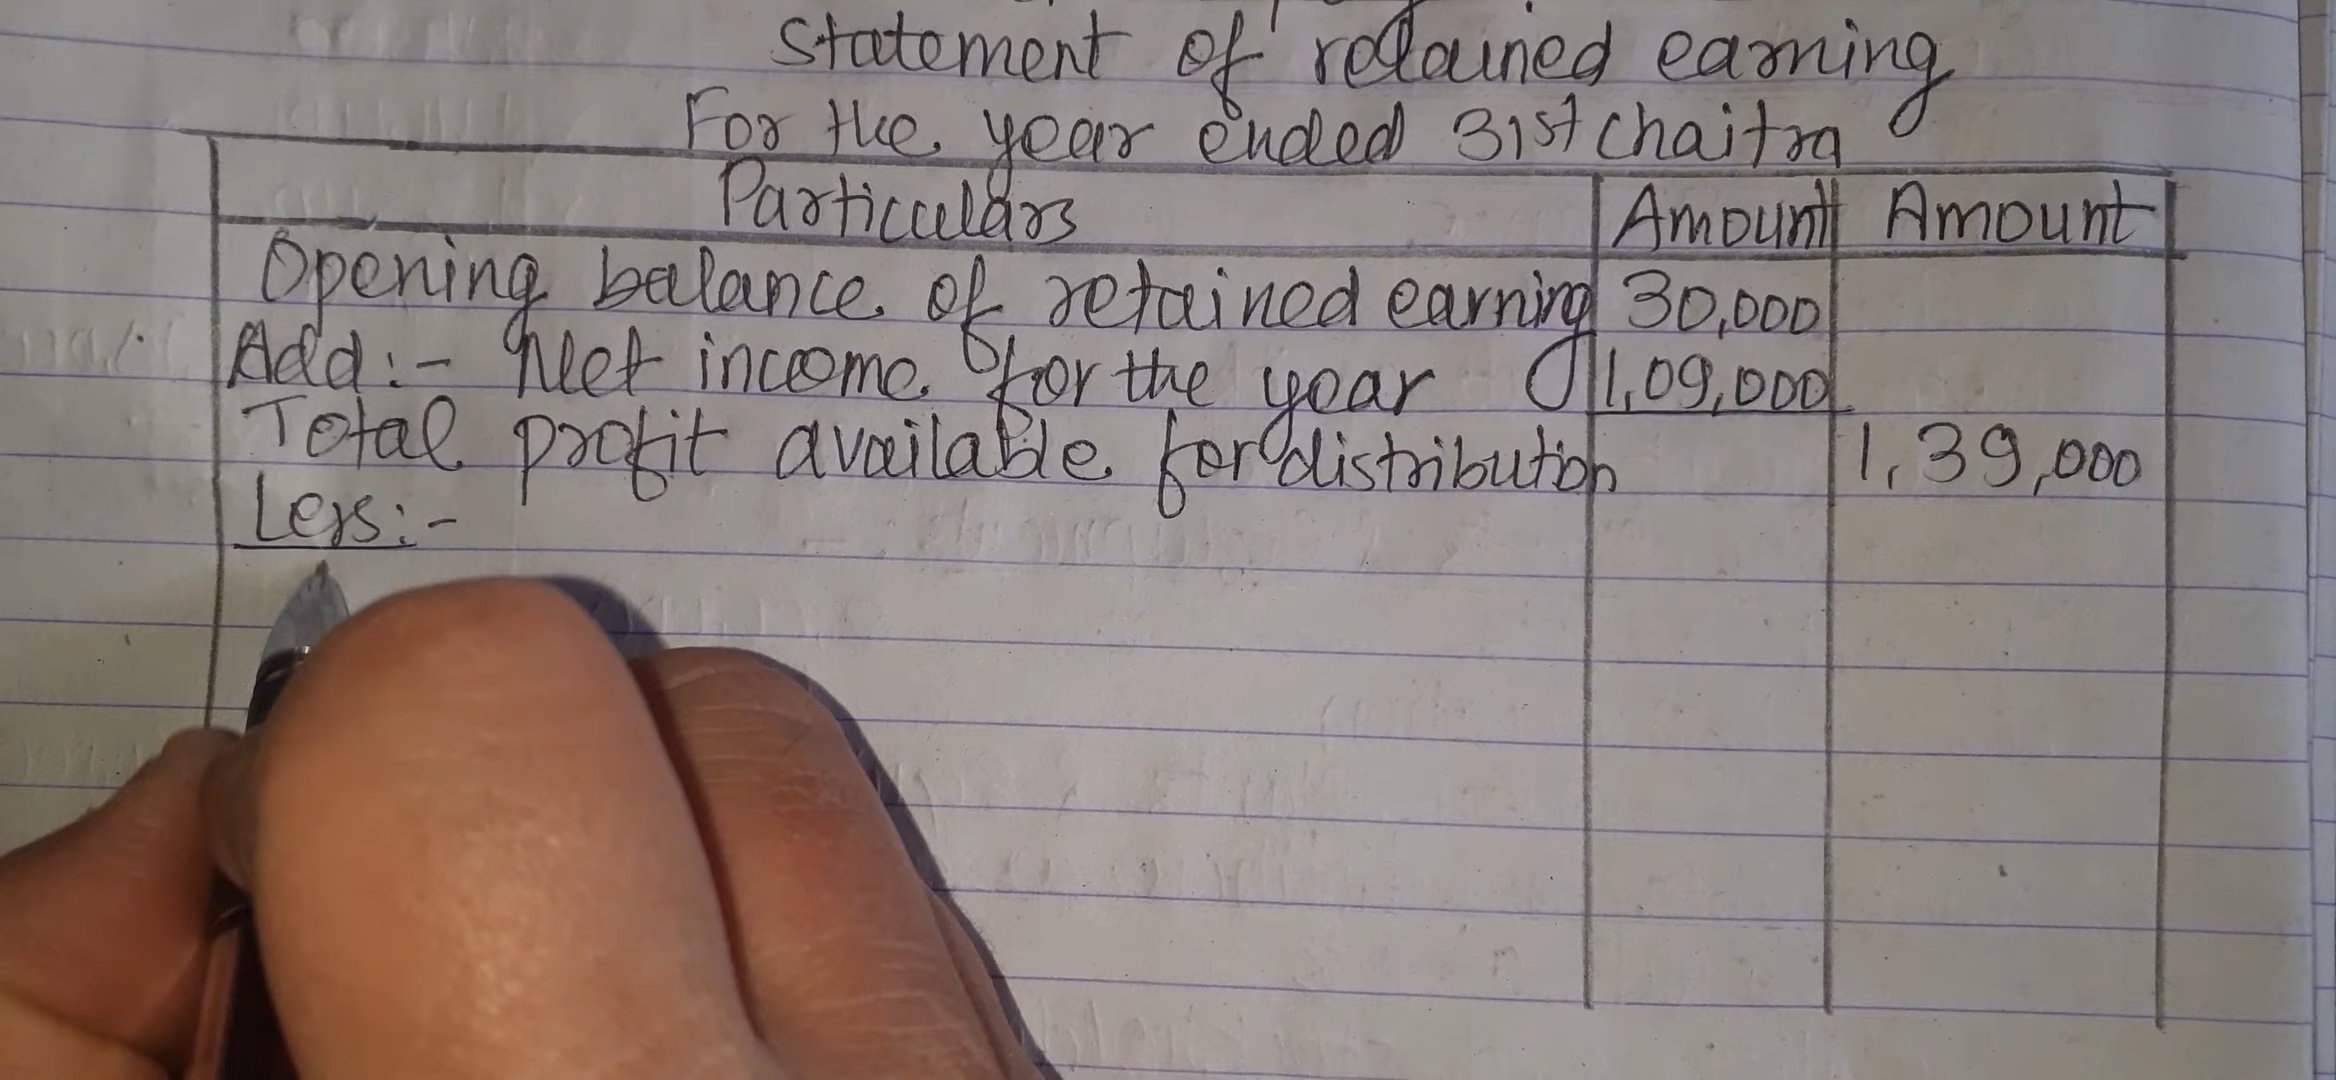 Statement of retained earning
For the year ended 31st chaitra
Particulars Amount Amount
Opening balance of retained earning 30,000
Add:- Net income for the year 1,09,000
Total profit available for distribution 1,39,000
Less:-